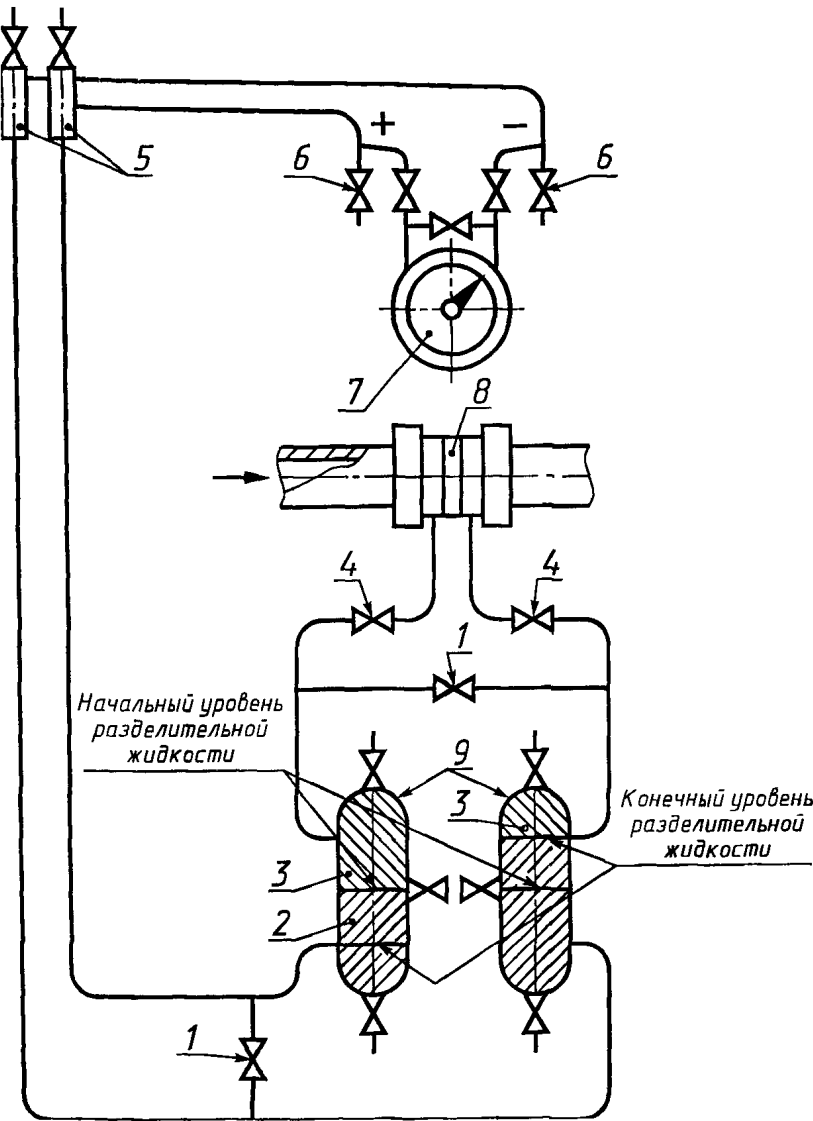 5
6
+
−
6
7
8
4
4
1
Начальный уровень
разделительной
жидкости
9
3
Конечный уровень
разделительной
жидкости
3
2
1